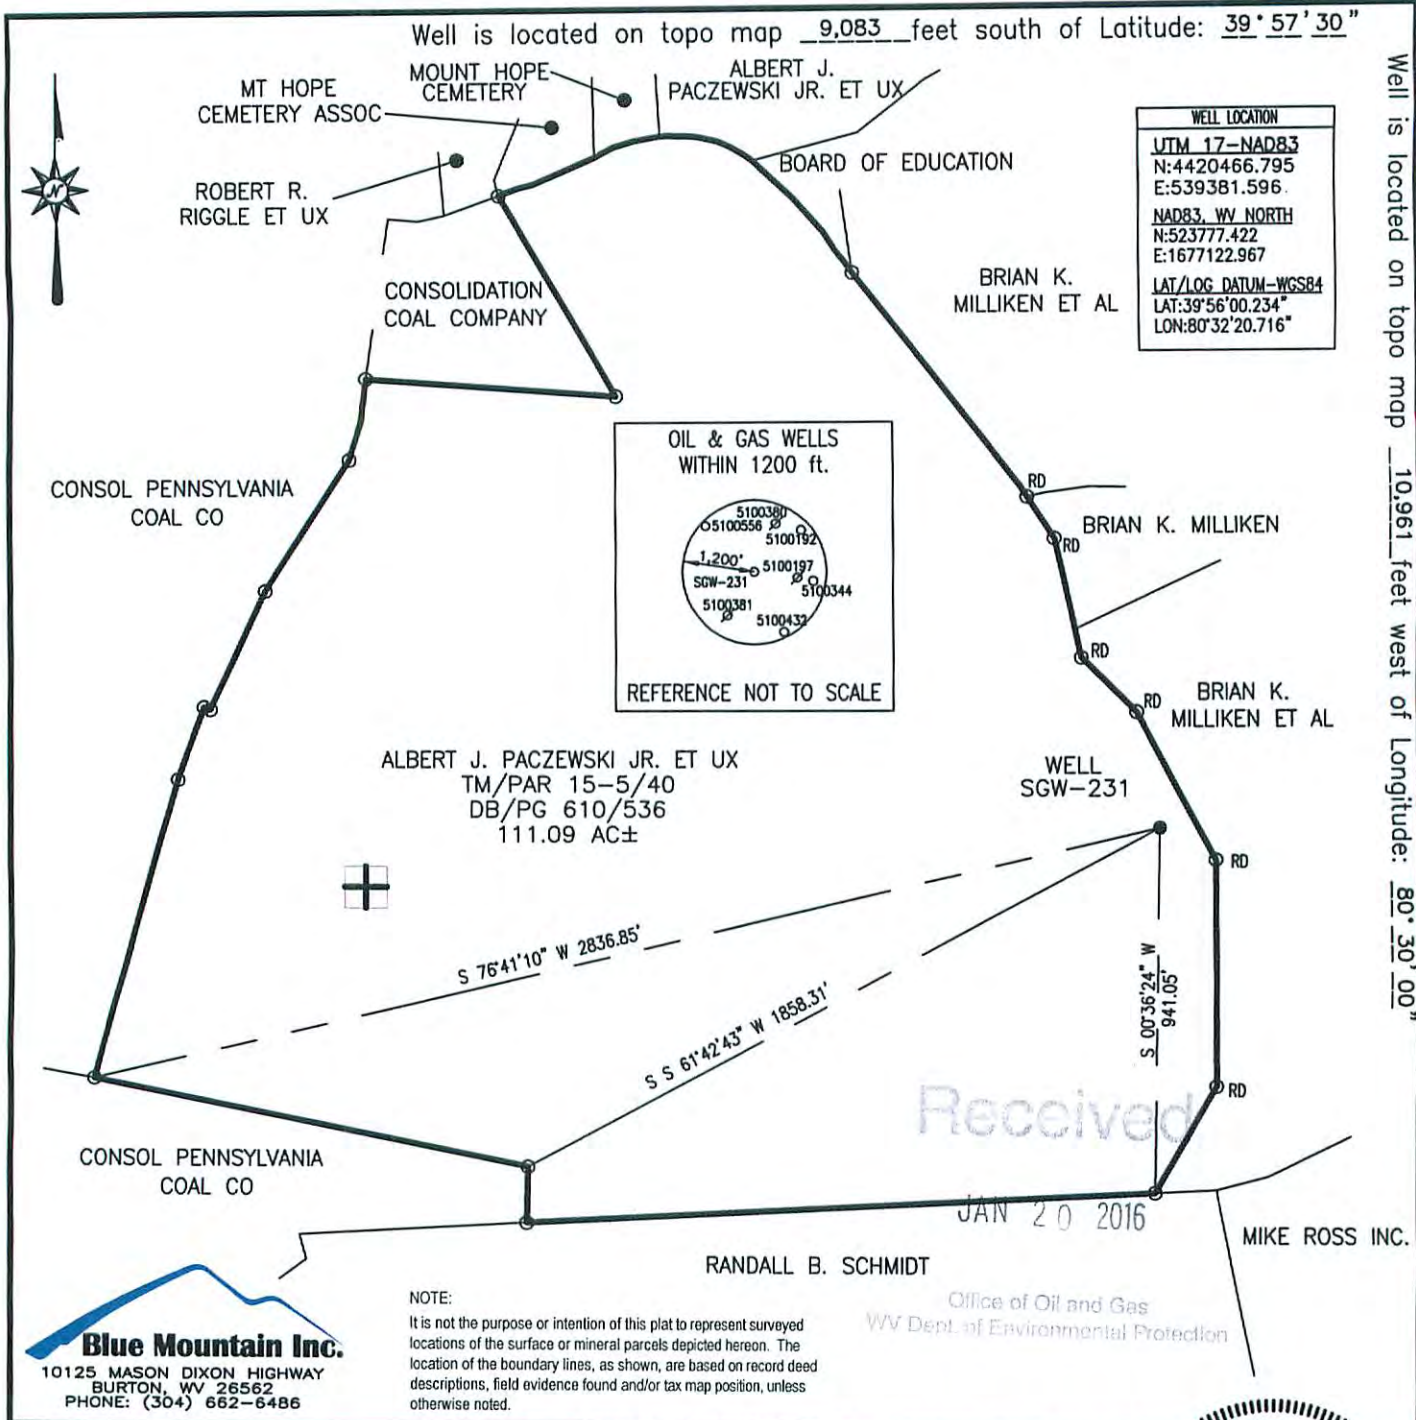 Well is located on topo map 9,083 feet south of Latitude: 39°57'30"
Well is located on topo map 10,961 feet west of Longitude: 80°30'00"
N
MT HOPE
CEMETERY ASSOC
MOUNT HOPE
CEMETERY
ALBERT J.
PACZEWSKI JR. ET UX
ROBERT R.
RIGGLE ET UX
BOARD OF EDUCATION
WELL LOCATION
UTM 17-NAD83
N:4420466.795
E:539381.596
NAD83, WV NORTH
N:523777.422
E:1677122.967
LAT/LOG DATUM-WGS84
LAT:39°56'00.234"
LON:80°32'20.716"
CONSOLIDATION
COAL COMPANY
BRIAN K.
MILLIKEN ET AL
CONSOL PENNSYLVANIA
COAL CO
OIL & GAS WELLS
WITHIN 1200 ft.
5100380
5100556
5100192
1,200'
5100197
SGW-231
5100344
5100381
5100432
REFERENCE NOT TO SCALE
RD
BRIAN K. MILLIKEN
RD
RD
RD
BRIAN K.
MILLIKEN ET AL
ALBERT J. PACZEWSKI JR. ET UX
TM/PAR 15-5/40
DB/PG 610/536
111.09 AC±
WELL
SGW-231
RD
S 76°41'10" W 2836.85'
S S 61°42'43" W 1858.31'
S 00°36'24" W
941.05'
RD
Received
JAN 20 2016
Office of Oil and Gas
WV Dept. of Environmental Protection
CONSOL PENNSYLVANIA
COAL CO
RANDALL B. SCHMIDT
MIKE ROSS INC.
Blue Mountain Inc.
10125 MASON DIXON HIGHWAY
BURTON, WV 26562
PHONE: (304) 662-6486
NOTE:
It is not the purpose or intention of this plat to represent surveyed
locations of the surface or mineral parcels depicted hereon. The
location of the boundary lines, as shown, are based on record deed
descriptions, field evidence found and/or tax map position, unless
otherwise noted.